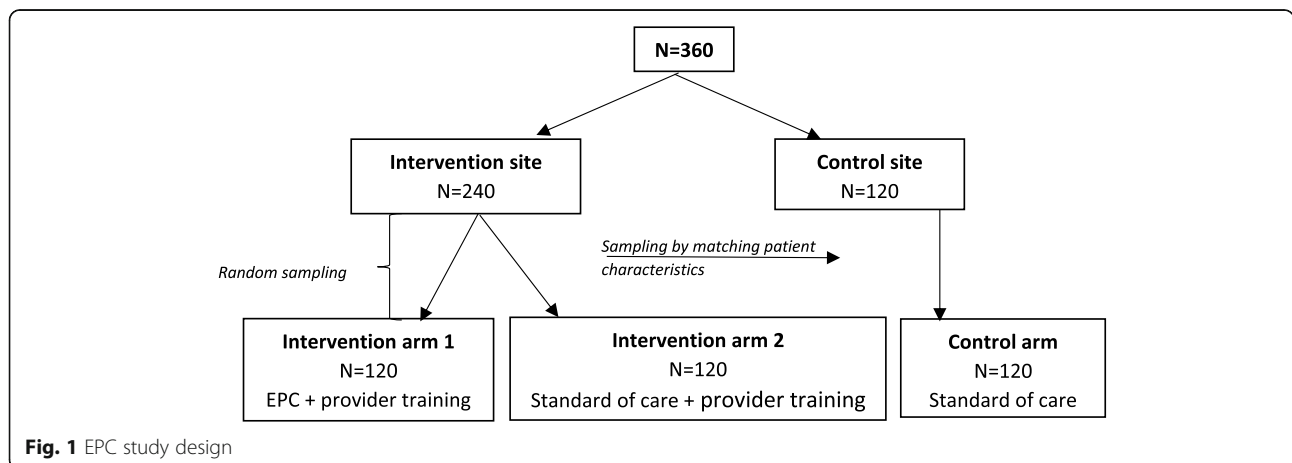 N=360
Intervention site
N=240
Control site
N=120
Random sampling
Sampling by matching patient
characteristics
Intervention arm 1
N=120
EPC + provider training
Intervention arm 2
N=120
Standard of care + provider training
Control arm
N=120
Standard of care
Fig. 1 EPC study design